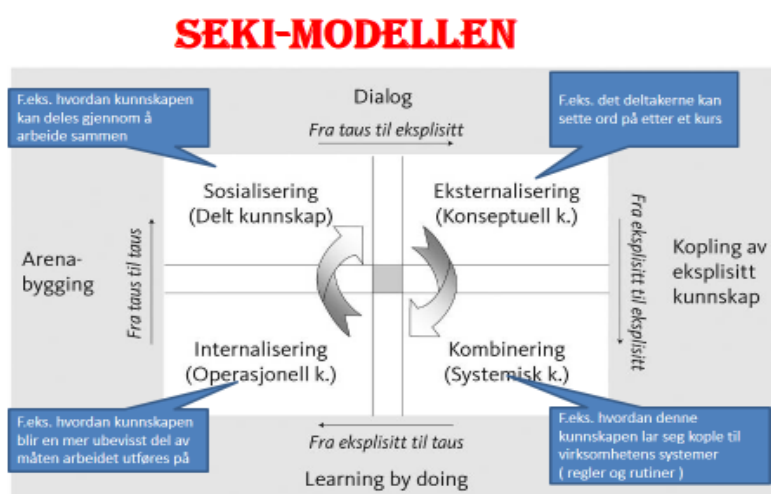 SEKI-MODELLEN
F.eks. hvordan kunnskapen
kan deles gjennom å
arbeide sammen
Dialog
Fra taus til eksplisitt
F.eks. det deltakerne kan
sette ord på etter et kurs
Sosialisering
(Delt kunnskap)
Eksternalisering
(Konseptuell k.)
Arena-
bygging
Fra taus til taus
Fra eksplisitt til eksplisitt
Kopling av
eksplisitt
kunnskap
Internalisering
(Operasjonell k.)
Kombinering
(Systemisk k.)
F.eks. hvordan kunnskapen
blir en mer ubevisst del av
måten arbeidet utføres på
Fra eksplisitt til taus
Learning by doing
F.eks. hvordan denne
kunnskapen lar seg kople til
virksomhetens systemer
( regler og rutiner )